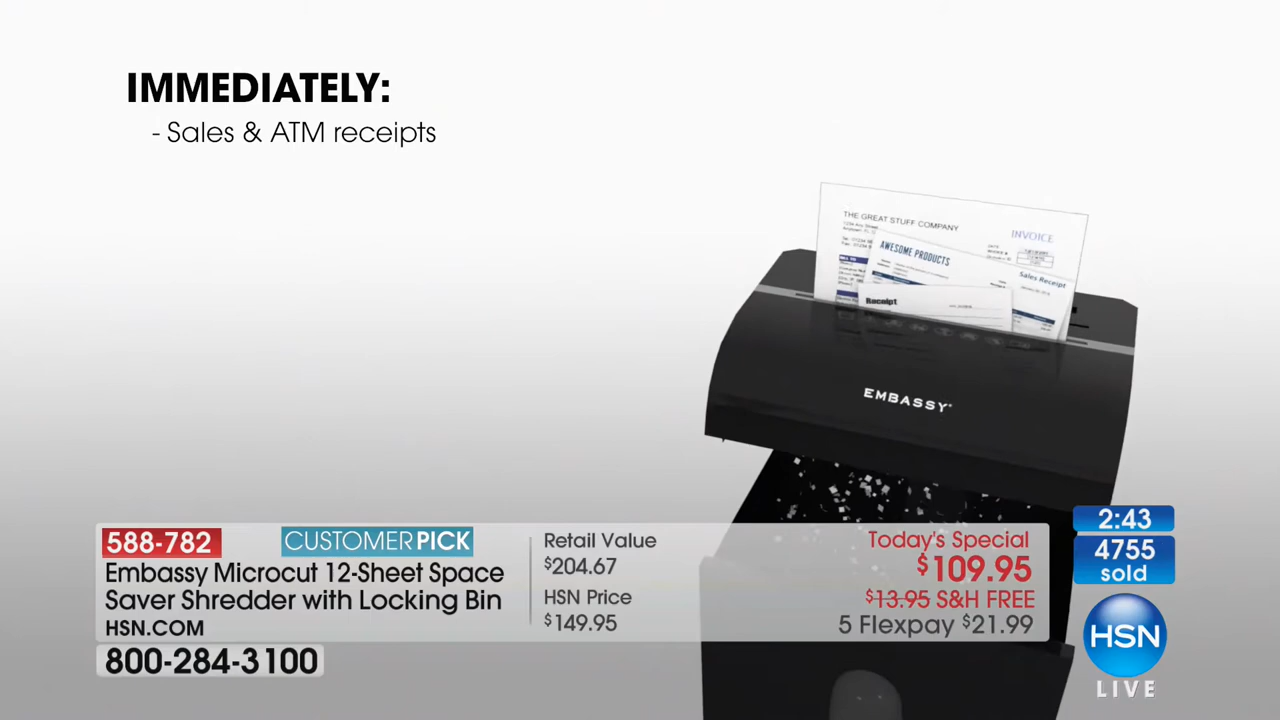 IMMEDIATELY:
- Sales & ATM receipts
THE GREAT STUFF COMPANY
INVOICE
AWESOME PRODUCTS
Sales Receipt
Receipt
EMBASSY
588-782
CUSTOMER PICK
Embassy Microcut 12-Sheet Space
Saver Shredder with Locking Bin
HSN.COM
800-284-3100
Retail Value
$204.67
HSN Price
$149.95
Today's Special
$109.95
$13.95 S&H FREE
5 Flexpay $21.99
2:43
4755
sold
HSN
LIVE